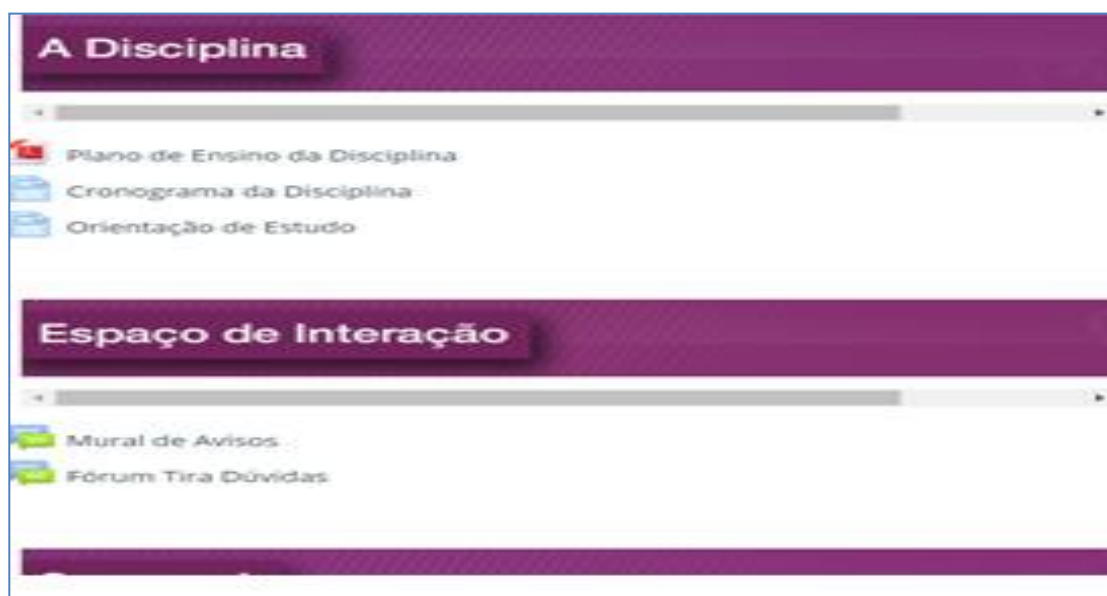 A Disciplina
Plano de Ensino da Disciplina
Cronograma da Disciplina
Orientação de Estudo
Espaço de Interação
Mural de Avisos
Fórum Tira Dúvidas